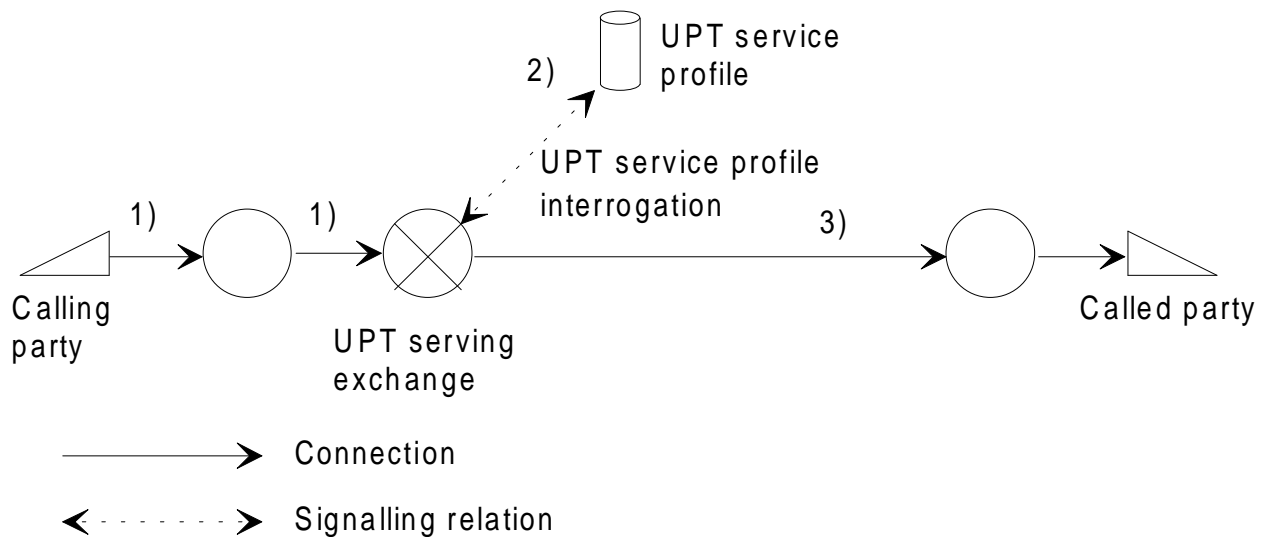 UPT service
profile
2)
UPT service profile
interrogation
1)
1)
3)
Calling
party
Called party
UPT serving
exchange
Connection
Signalling relation